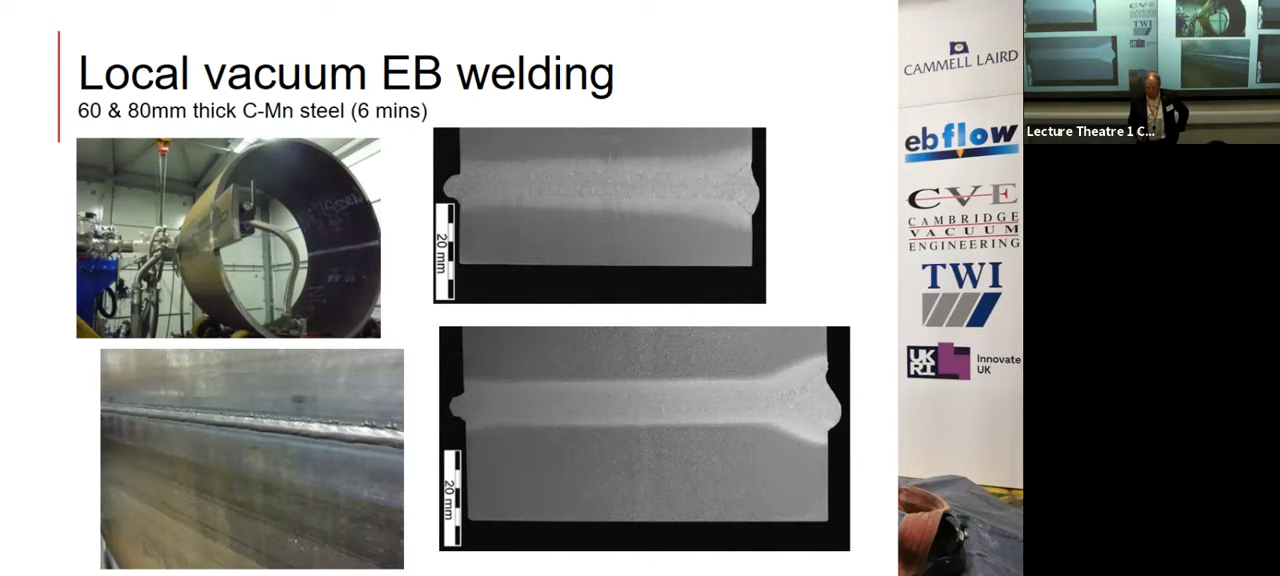 Local vacuum EB welding
60 & 80mm thick C-Mn steel (6 mins)
20 mm
20 mm
CAMMELL LAIRD
ebflow
CVE
CAMBRIDGE
VACUUM
ENGINEERING
TWI
UK
RI
Innovate
UK
TWI
Lecture Theatre 1 C...